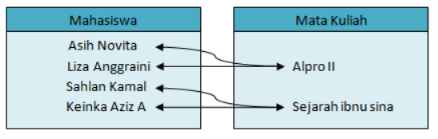 Mahasiswa
Asih Novita
Liza Anggraini
Sahlan Kamal
Keinka Aziz A
Mata Kuliah
Alpro II
Sejarah ibnu sina